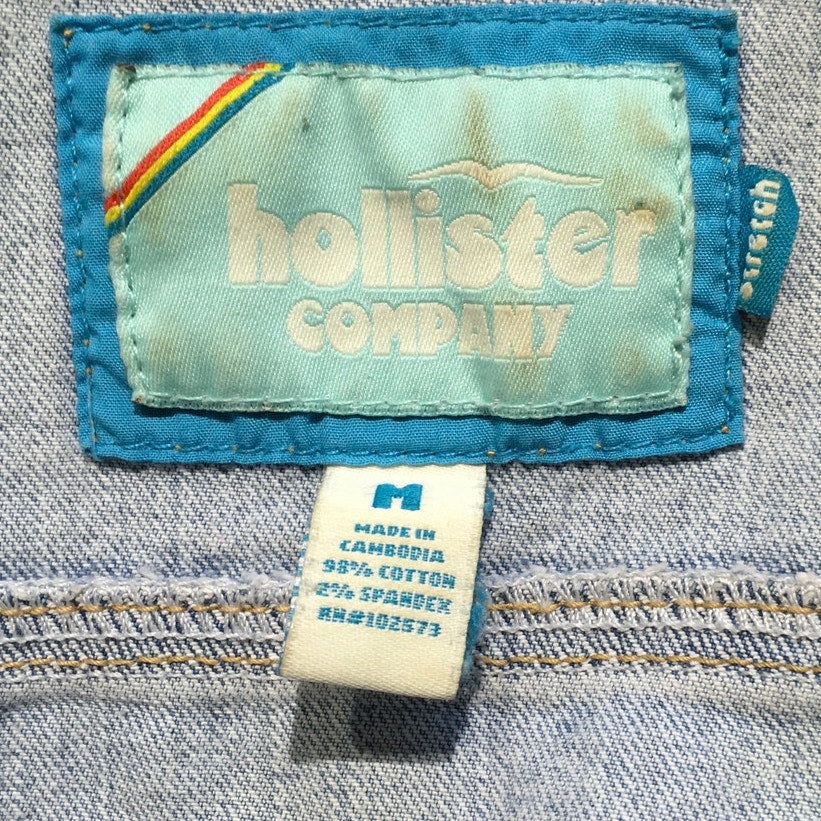 hollister
COMPANY
stretch
M
MADE IN
CAMBODIA
98% COTTON
2% SPANDEX
RN#102573